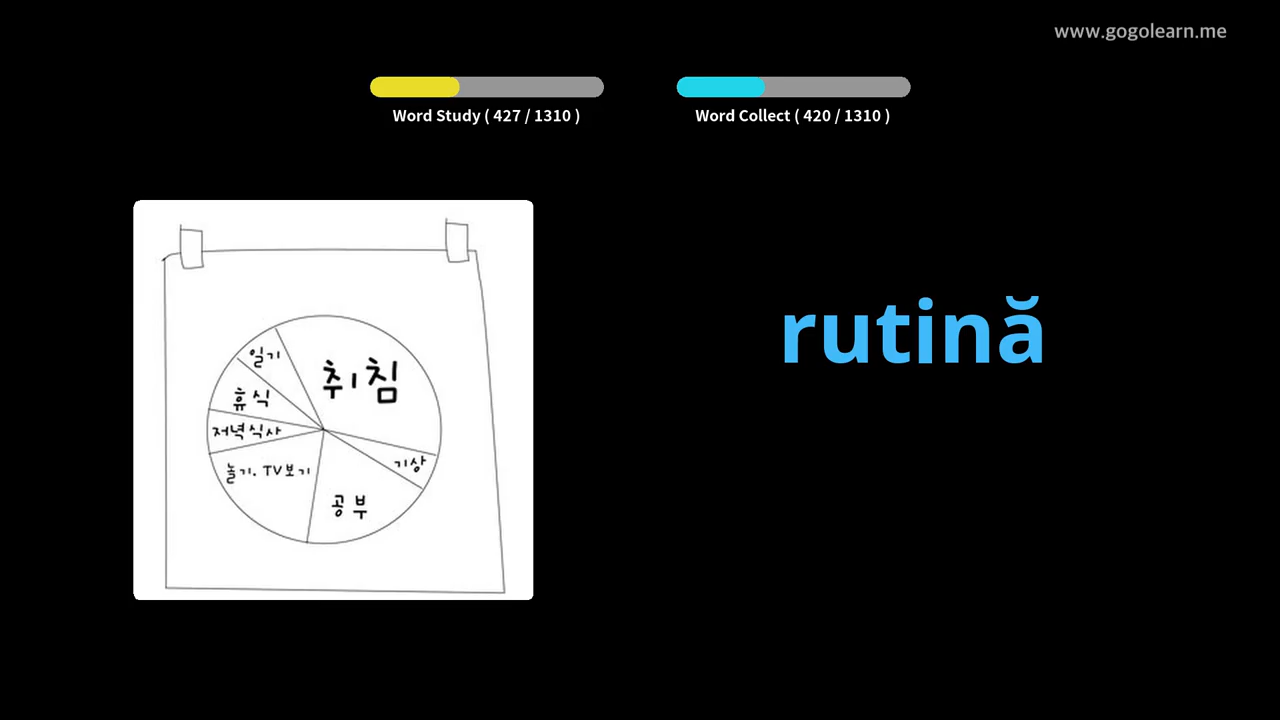 www.gogolearn.me
Word Study ( 427 / 1310 )
Word Collect ( 420 / 1310 )
일기
취침
휴식
저녁식사
놀기. TV보기
기상
공부
rutină